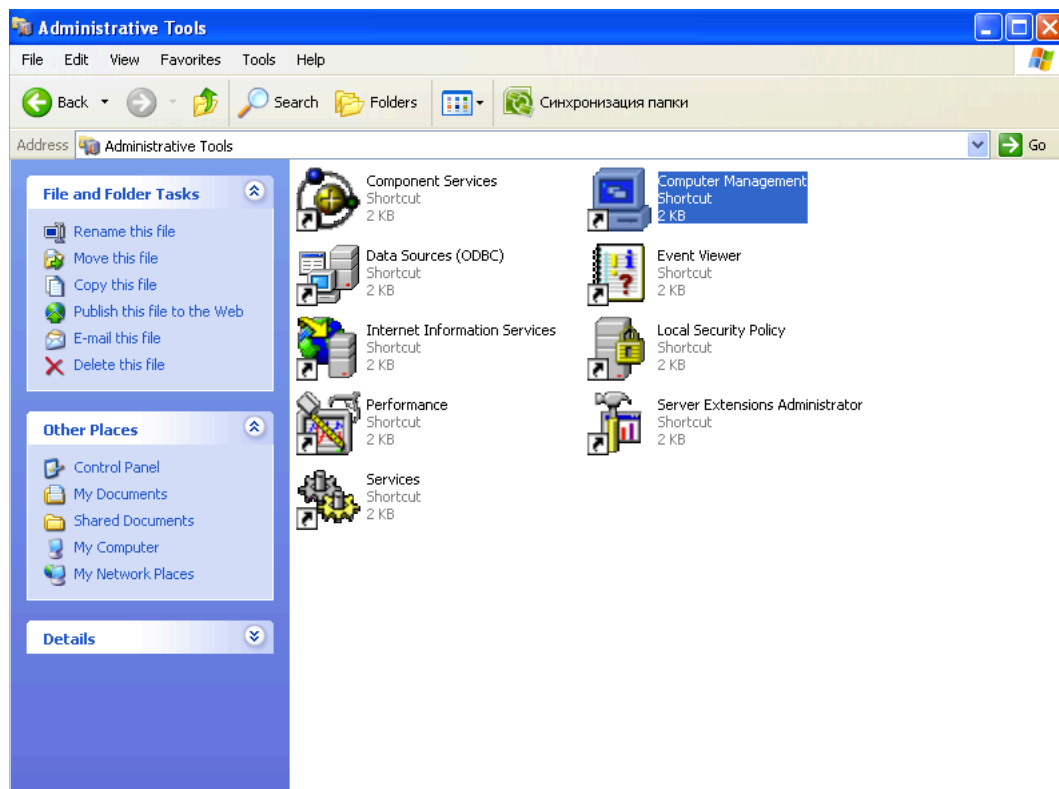 Administrative Tools
File Edit View Favorites Tools Help
Back Search Folders Синхронизация папки
Address Administrative Tools Go
File and Folder Tasks
Rename this file
Move this file
Copy this file
Publish this file to the Web
E-mail this file
Delete this file
Other Places
Control Panel
My Documents
Shared Documents
My Computer
My Network Places
Details
Component Services
Shortcut
2 KB
Computer Management
Shortcut
2 KB
Data Sources (ODBC)
Shortcut
2 KB
Event Viewer
Shortcut
2 KB
Internet Information Services
Shortcut
2 KB
Local Security Policy
Shortcut
2 KB
Performance
Shortcut
2 KB
Server Extensions Administrator
Shortcut
2 KB
Services
Shortcut
2 KB